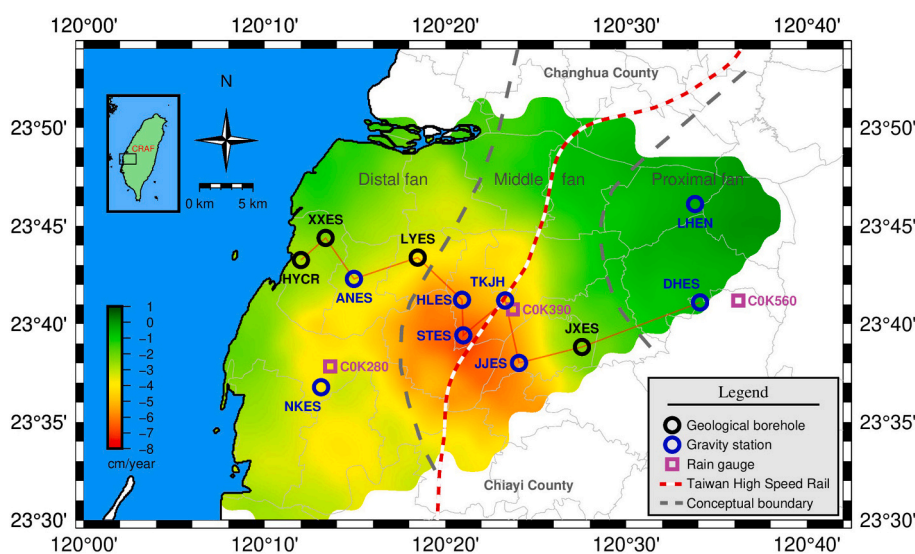 120°00' 120°10' 120°20' 120°30' 120°40'
Changhua County
N
23°50' 23°50'
CRAF
Distal fan Middle fan Proximal fan
0 km 5 km
LHEN
23°45' 23°45'
XXES
LYES
HYCR
ANES
TKJH
DHES
HLES
C0K560
C0K390
1
0
-1
-2
-3
-4
-5
-6
-7
-8
cm/year
23°40' 23°40'
STES
JXES
JJES
C0K280
NKES
23°35' 23°35'
Legend
Geological borehole
Gravity station
Rain gauge
Taiwan High Speed Rail
Conceptual boundary
Chiayi County
23°30' 23°30'
120°00' 120°10' 120°20' 120°30' 120°40'